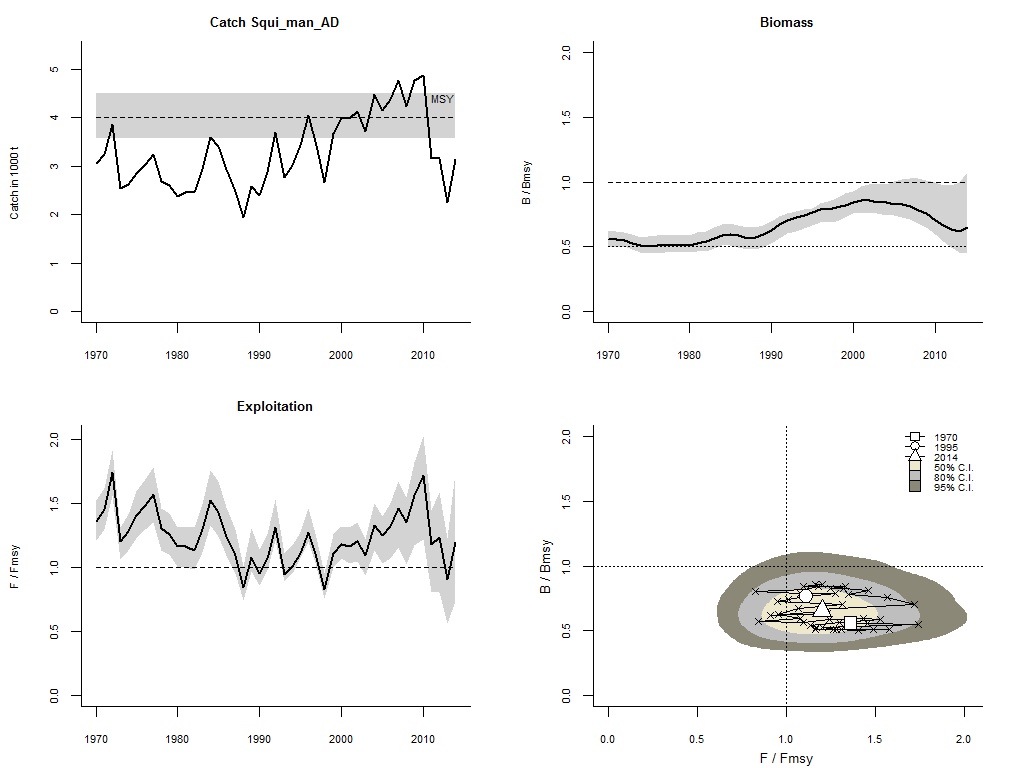 Catch Squi_man_AD
Catch in 1000 t
0 1 2 3 4 5
MSY
1970 1980 1990 2000 2010
Biomass
B / Bmsy
0.0 0.5 1.0 1.5 2.0
1970 1980 1990 2000 2010
Exploitation
F / Fmsy
0.0 0.5 1.0 1.5 2.0
1970 1980 1990 2000 2010
B / Bmsy
0.0 0.5 1.0 1.5 2.0
1970
1995
2014
50% C.I.
80% C.I.
95% C.I.
0.0 0.5 1.0 1.5 2.0
F / Fmsy